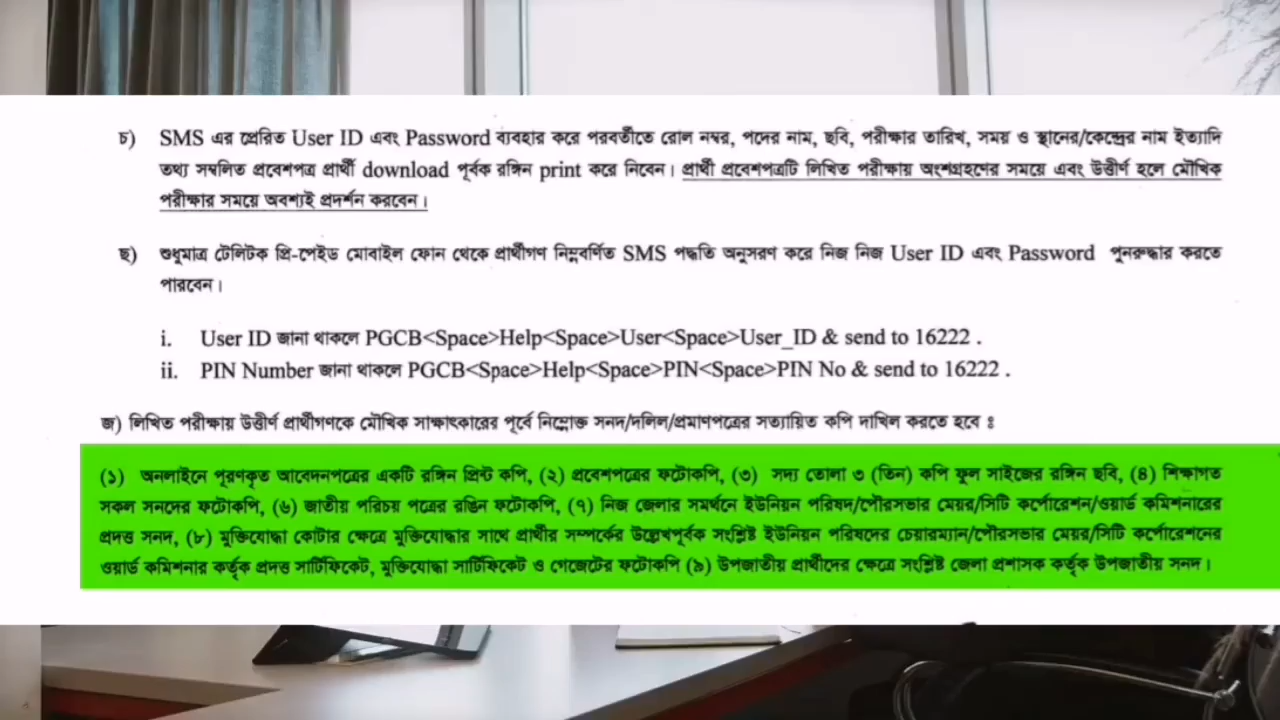 চ) SMS এর প্রেরিত User ID এবং Password ব্যবহার করে পরবর্তীতে রোল নম্বর, পদের নাম, ছবি, পরীক্ষার তারিখ, সময় ও স্থানের/কেন্দ্রের নাম ইত্যাদি
তথ্য সম্বলিত প্রবেশপত্র প্রার্থী download পূর্বক রঙ্গিন print করে নিবেন। প্রার্থী প্রবেশপত্রটি লিখিত পরীক্ষায় অংশগ্রহণের সময়ে এবং উত্তীর্ণ হলে মৌখিক
পরীক্ষার সময়ে অবশ্যই প্রদর্শন করবেন।
ছ) শুধুমাত্র টেলিটক প্রি-পেইড মোবাইল ফোন থেকে প্রার্থীগণ নিম্নবর্ণিত SMS পদ্ধতি অনুসরণ করে নিজ নিজ User ID এবং Password পুনরুদ্ধার করতে
পারবেন।
i. User ID জানা থাকলে PGCB<Space>Help<Space>User<Space>User_ID & send to 16222 .
ii. PIN Number জানা থাকলে PGCB<Space>Help<Space>PIN<Space>PIN No & send to 16222 .
জ) লিখিত পরীক্ষায় উত্তীর্ণ প্রার্থীগণকে মৌখিক সাক্ষাৎকারের পূর্বে নিম্নোক্ত সনদ/দলিল/প্রমাণপত্রের সত্যায়িত কপি দাখিল করতে হবে ঃ
(১) অনলাইনে পূরণকৃত আবেদনপত্রের একটি রঙ্গিন প্রিন্ট কপি, (২) প্রবেশপত্রের ফটোকপি, (৩) সদ্য তোলা ৩ (তিন) কপি ফুল সাইজের রঙ্গিন ছবি, (৪) শিক্ষাগত
সকল সনদের ফটোকপি, (৬) জাতীয় পরিচয় পত্রের রঙিন ফটোকপি, (৭) নিজ জেলার সমর্থনে ইউনিয়ন পরিষদ/পৌরসভার মেয়র/সিটি কর্পোরেশন/ওয়ার্ড কমিশনারের
প্রদত্ত সনদ, (৮) মুক্তিযোদ্ধা কোটার ক্ষেত্রে মুক্তিযোদ্ধার সাথে প্রার্থীর সম্পর্কের উল্লেখপূর্বক সংশ্লিষ্ট ইউনিয়ন পরিষদের চেয়ারম্যান/পৌরসভার মেয়র/সিটি কর্পোরেশনের
ওয়ার্ড কমিশনার কর্তৃক প্রদত্ত সার্টিফিকেট, মুক্তিযোদ্ধা সার্টিফিকেট ও গেজেটের ফটোকপি (৯) উপজাতীয় প্রার্থীদের ক্ষেত্রে সংশ্লিষ্ট জেলা প্রশাসক কর্তৃক উপজাতীয় সনদ।